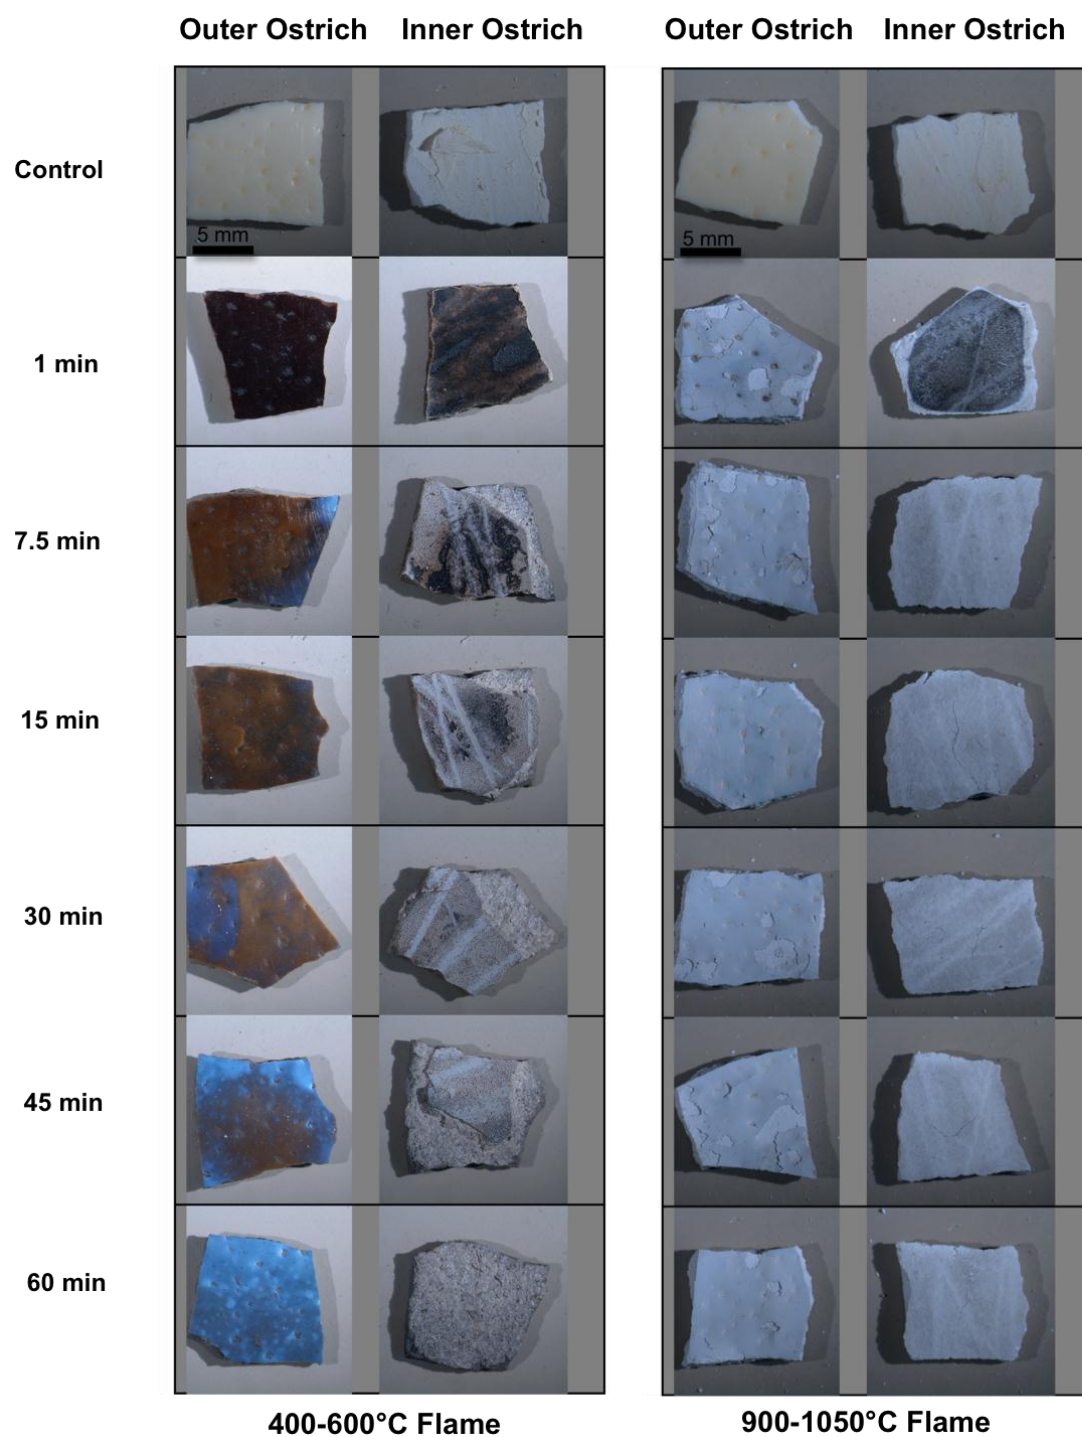 Outer Ostrich Inner Ostrich Outer Ostrich Inner Ostrich
Control
5 mm 5 mm
1 min
7.5 min
15 min
30 min
45 min
60 min
400-600°C Flame 900-1050°C Flame